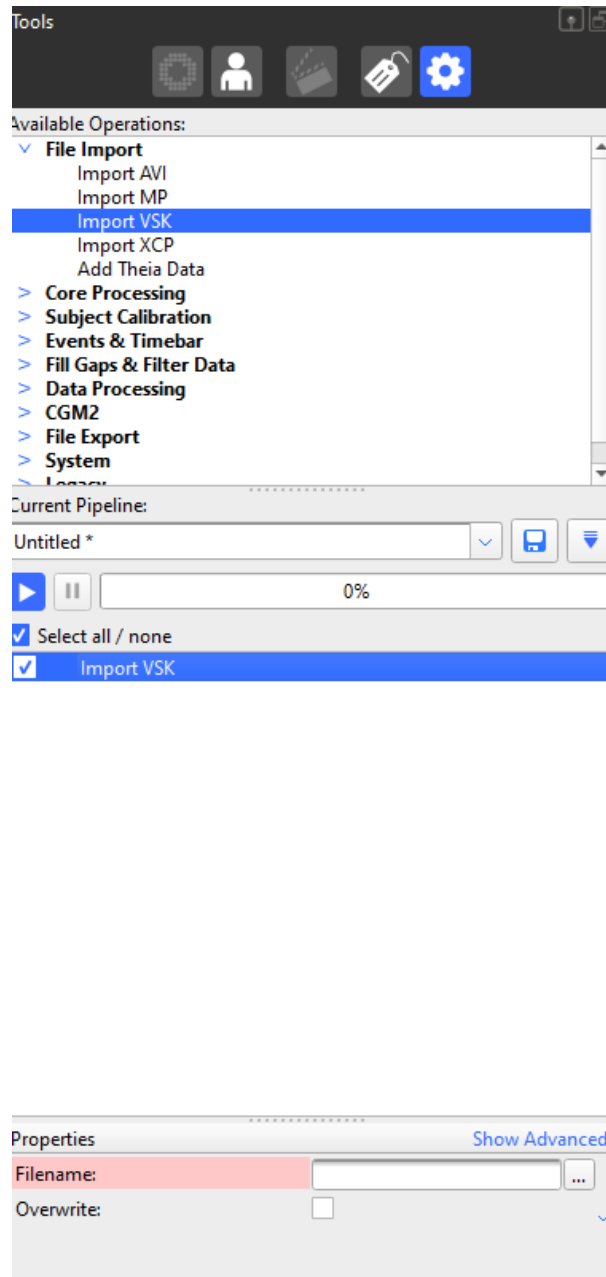 Tools
Available Operations:
File Import
Import AVI
Import MP
Import VSK
Import XCP
Add Theia Data
Core Processing
Subject Calibration
Events & Timebar
Fill Gaps & Filter Data
Data Processing
CGM2
File Export
System
Legacy
Current Pipeline:
Untitled *
0%
Select all / none
Import VSK
Properties Show Advanced
Filename: ...
Overwrite: